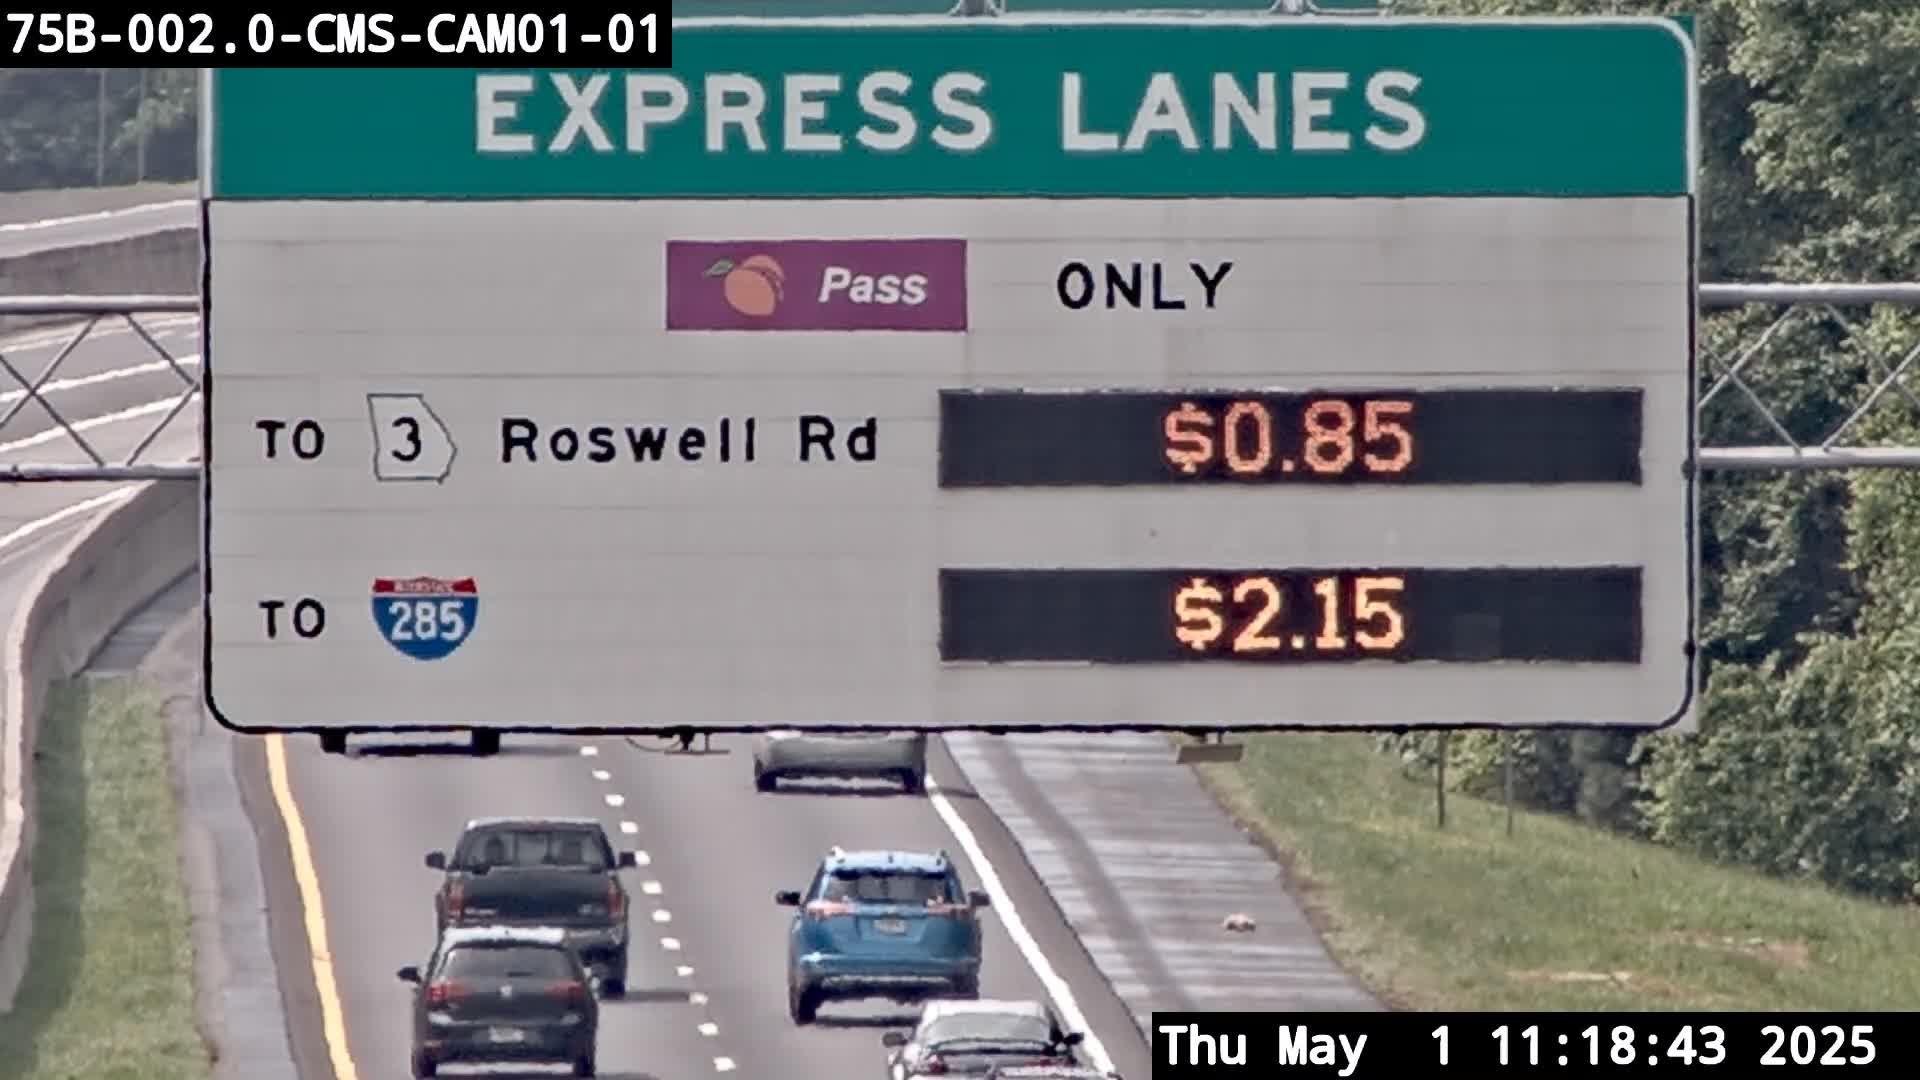 75B-002.0-CMS-CAM01-01
EXPRESS LANES
Pass ONLY
TO 3 Roswell Rd $0.85
INTERSTATE
TO 285 $2.15
Thu May 1 11:18:43 2025